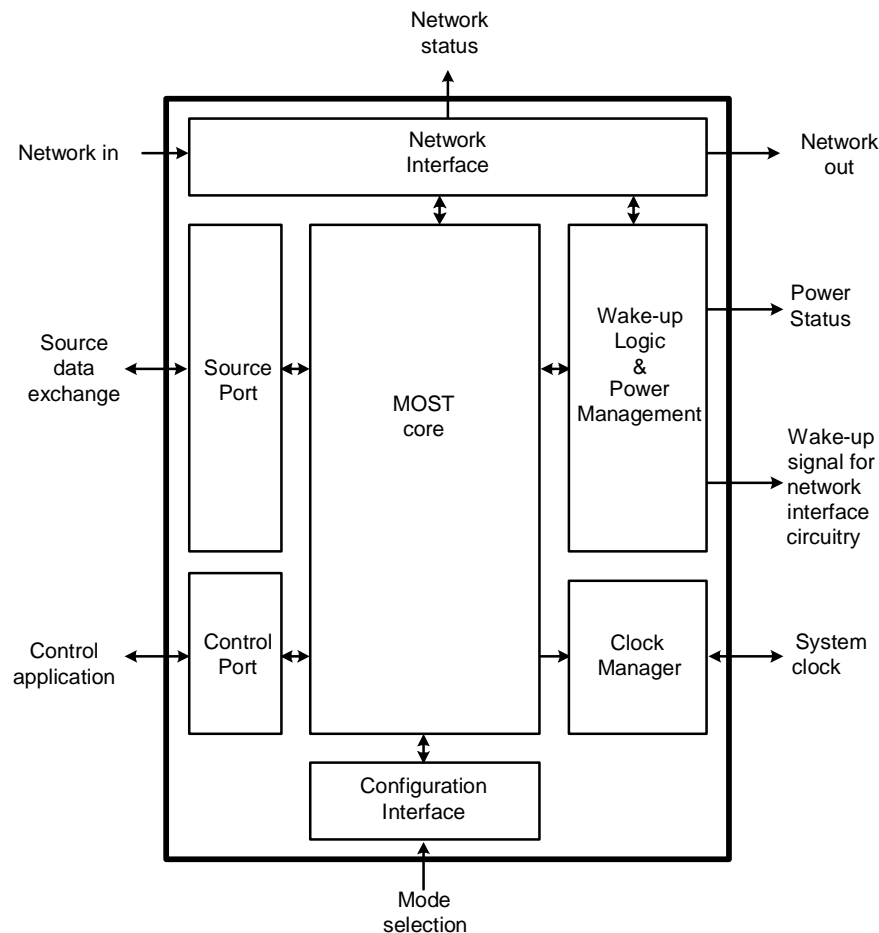 Network
status
Network in
Network
Interface
Network
out
Source
data
exchange
Source
Port
MOST
core
Wake-up
Logic
&
Power
Management
Power
Status
Wake-up
signal for
network
interface
circuitry
Control
application
Control
Port
Clock
Manager
System
clock
Configuration
Interface
Mode
selection